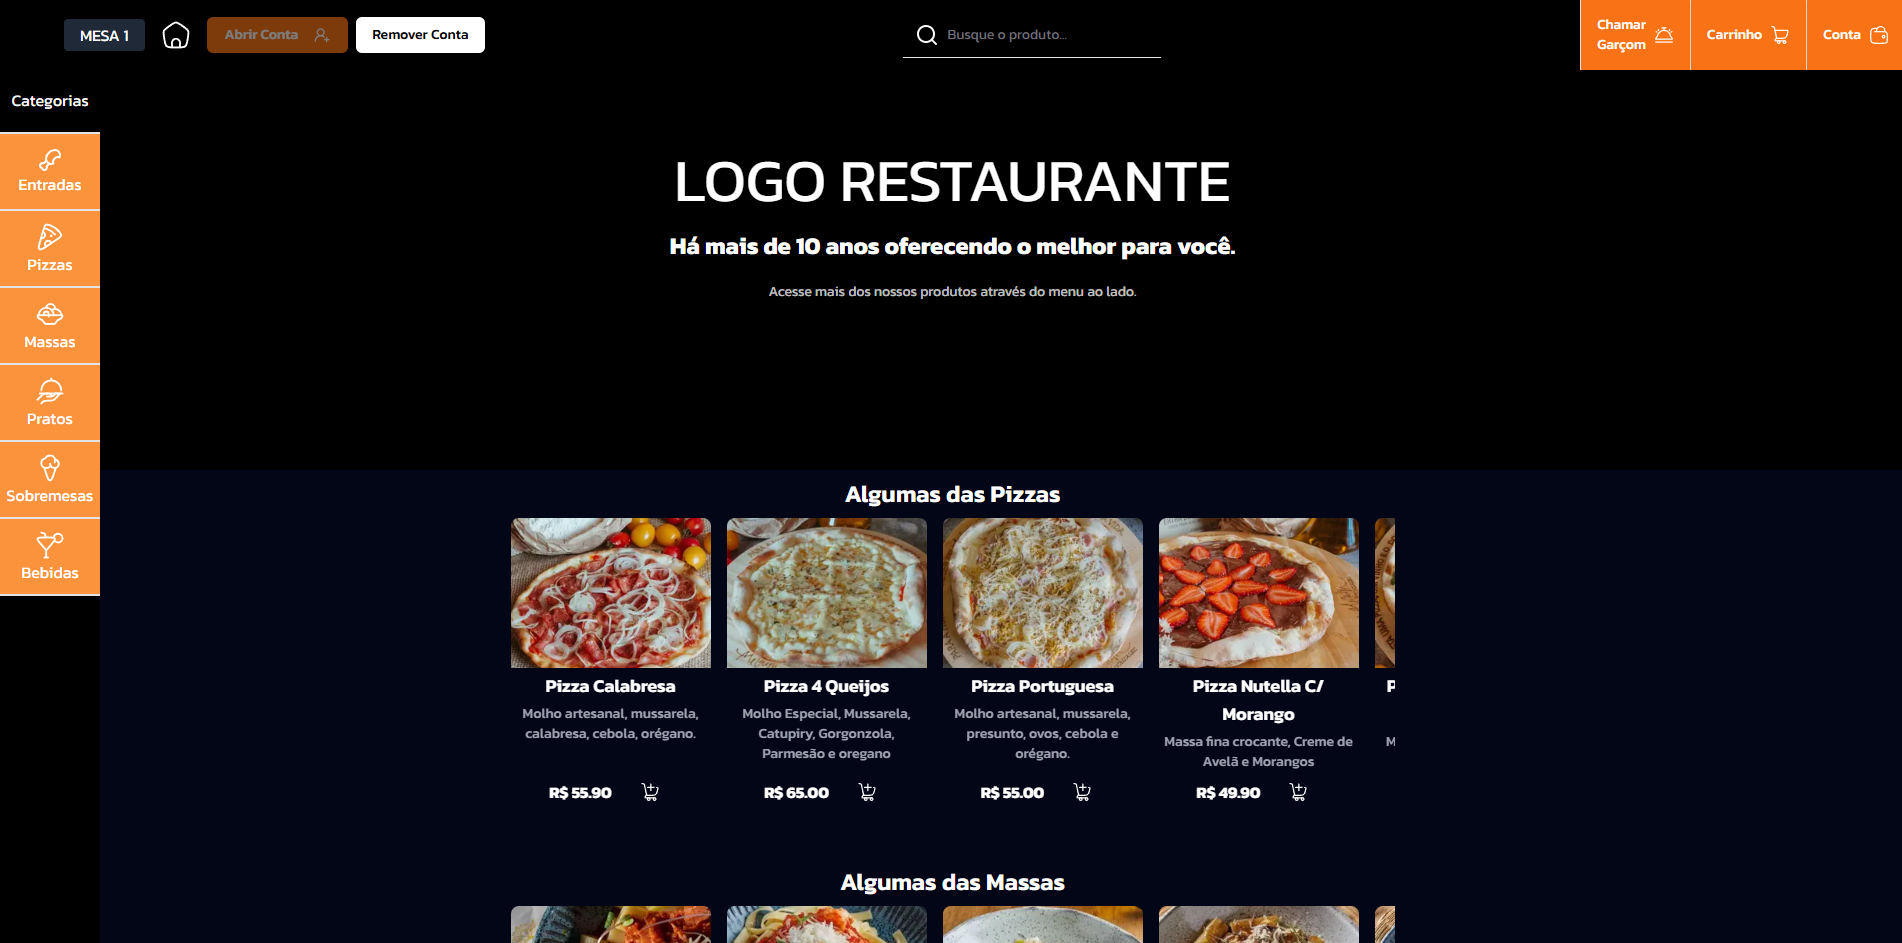 MESA 1
Abrir Conta
Remover Conta
Busque o produto...
Chamar
Garçom
Carrinho
Conta
Categorias
Entradas
Pizzas
Massas
Pratos
Sobremesas
Bebidas
LOGO RESTAURANTE
Há mais de 10 anos oferecendo o melhor para você.
Acesse mais dos nossos produtos através do menu ao lado.
Algumas das Pizzas
Pizza Calabresa
Molho artesanal, mussarela,
calabresa, cebola, orégano.
R$ 55.90
Pizza 4 Queijos
Molho Especial, Mussarela,
Catupiry, Gorgonzola,
Parmesão e oregano
R$ 65.00
Pizza Portuguesa
Molho artesanal, mussarela,
presunto, ovos, cebola e
orégano.
R$ 55.00
Pizza Nutella C/
Morango
Massa fina crocante, Creme de
Avelã e Morangos
R$ 49.90
P
M
Algumas das Massas